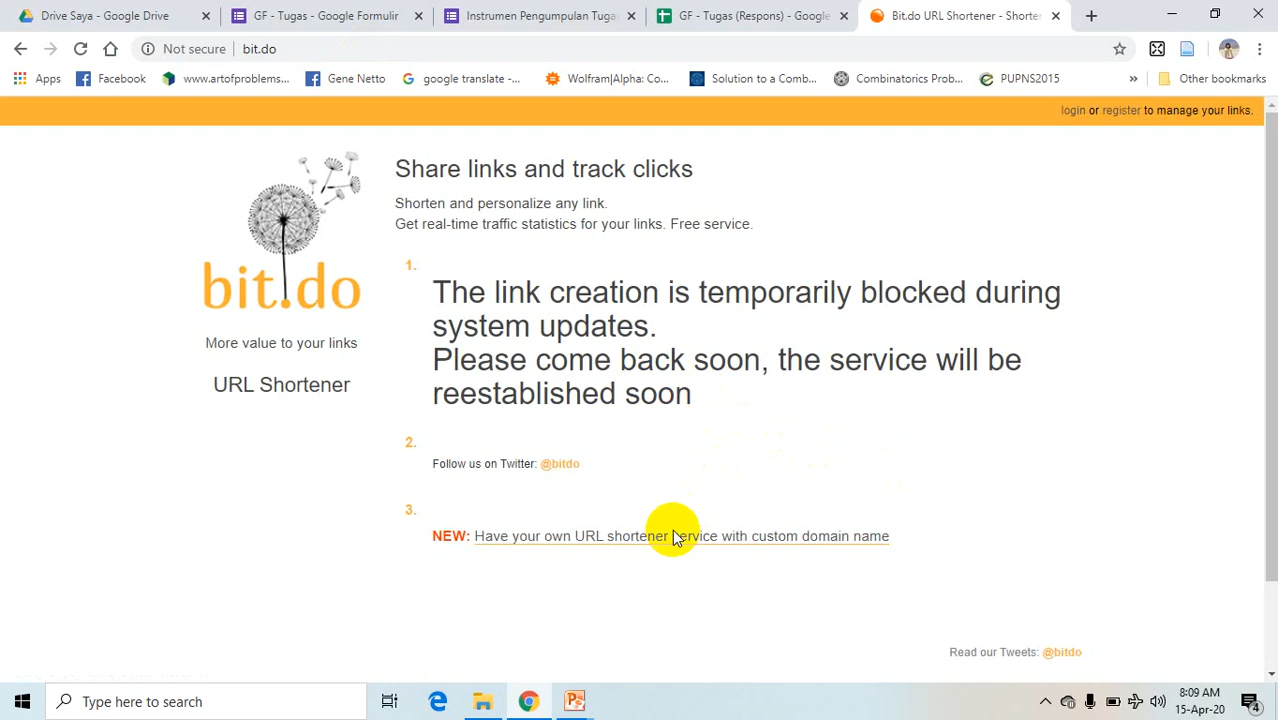 Drive Saya - Google Drive
GF - Tugas - Google Formuli
Instrumen Pengumpulan Tuga
GF - Tugas (Respons) - Google
Bit.do URL Shortener - Shorte
Not secure
bit.do
Apps
Facebook
www.artofproblems...
Gene Netto
google translate -...
Wolfram|Alpha: Co...
Solution to a Comb...
Combinatorics Prob...
PUPNS2015
»
Other bookmarks
login or register to manage your links.
bit.do
More value to your links
URL Shortener
Share links and track clicks
Shorten and personalize any link.
Get real-time traffic statistics for your links. Free service.
1.
The link creation is temporarily blocked during
system updates.
Please come back soon, the service will be
reestablished soon
2.
Follow us on Twitter: @bitdo
3.
NEW: Have your own URL shortener service with custom domain name
Read our Tweets: @bitdo
Type here to search
8:09 AM
15-Apr-20
4